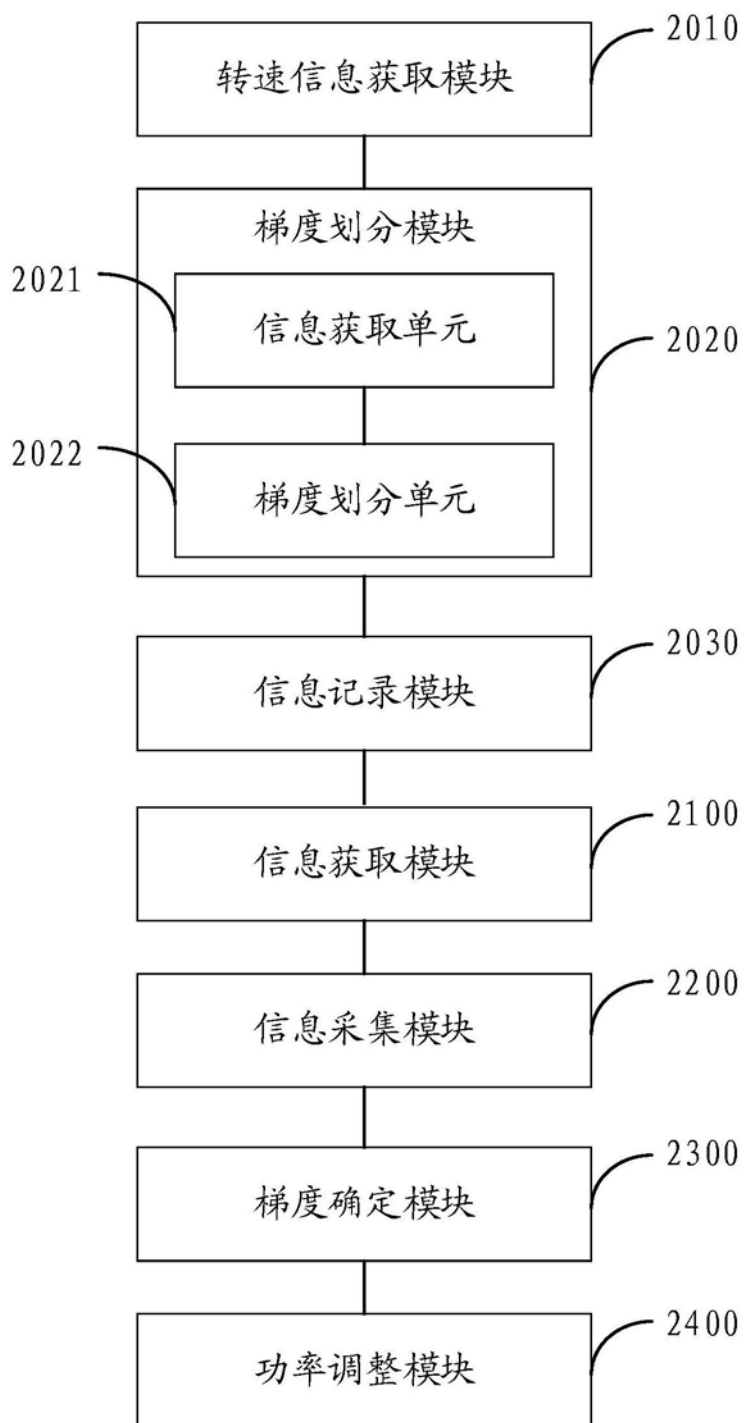 转速信息获取模块
2010
梯度划分模块
2021
信息获取单元
2020
2022
梯度划分单元
信息记录模块
2030
信息获取模块
2100
信息采集模块
2200
梯度确定模块
2300
功率调整模块
2400